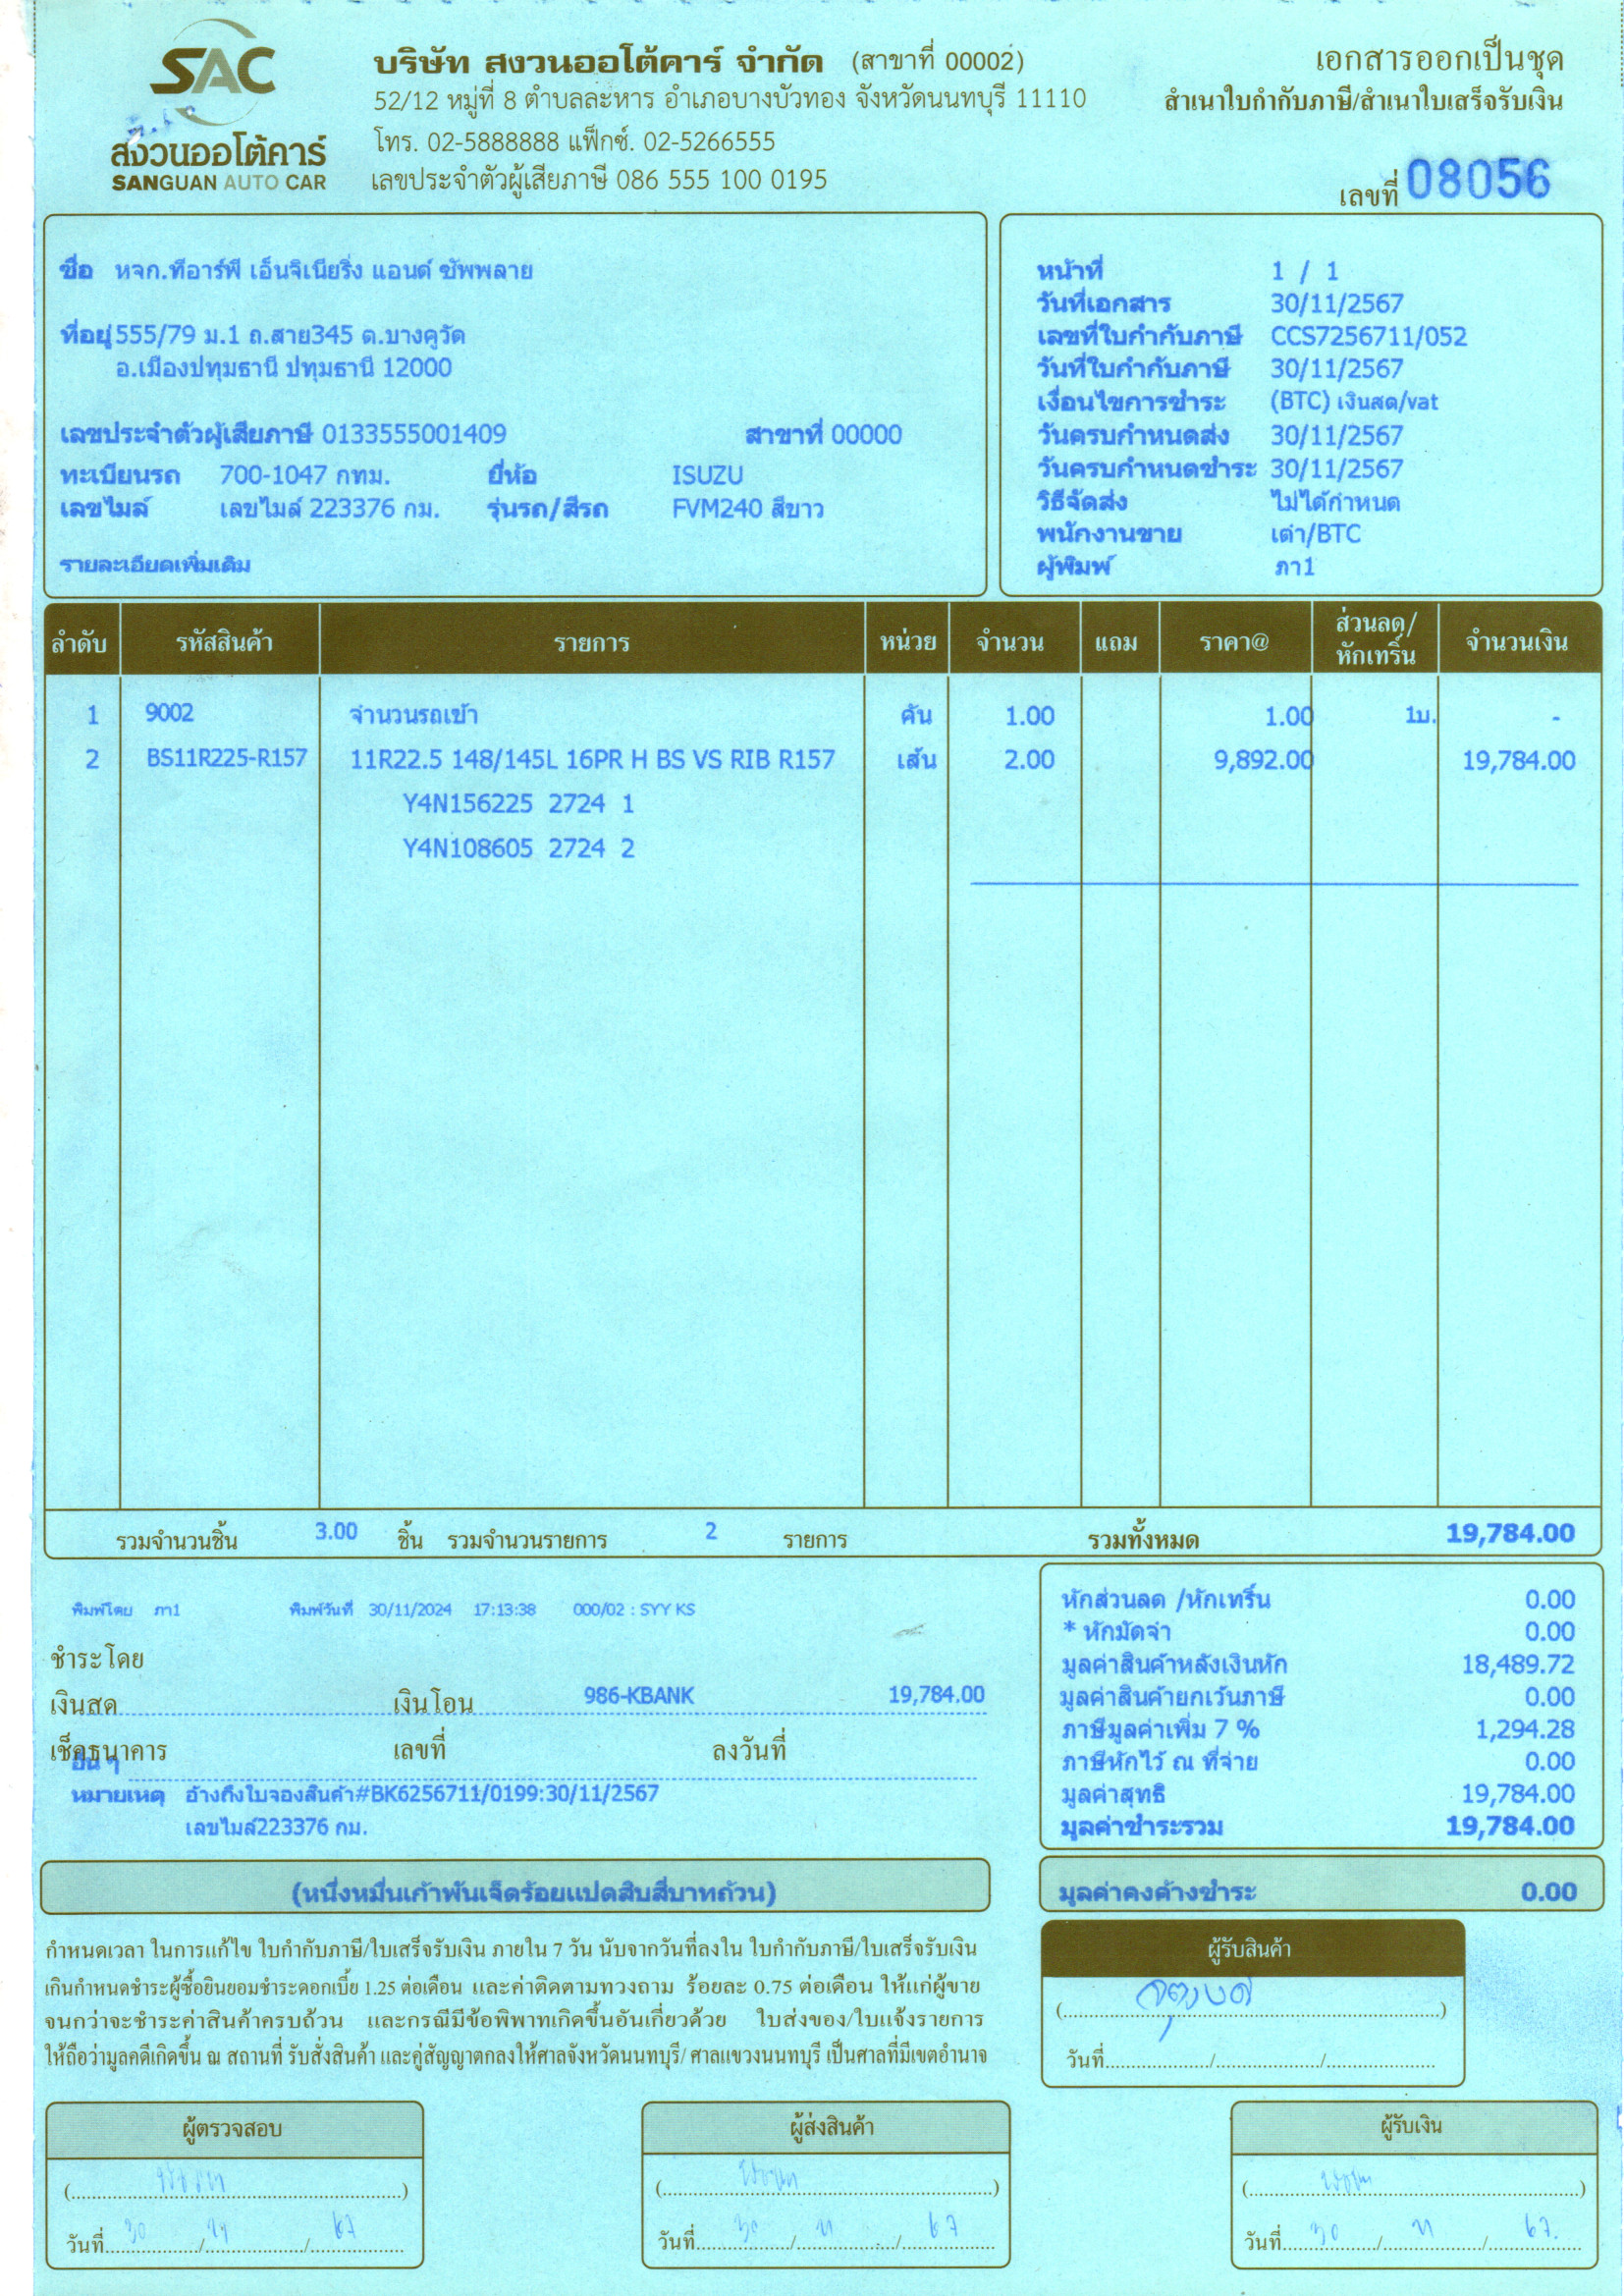 SAC
สงวนออโต้คาร์
SANGUAN AUTO CAR
บริษัท สงวนออโต้คาร์ จำกัด (สาขาที่ 00002)
52/12 หมู่ที่ 8 ตำบลละหาร อำเภอบางบัวทอง จังหวัดนนทบุรี 11110
โทร. 02-5888888 แฟ็กซ์. 02-5266555
เลขประจำตัวผู้เสียภาษี 086 555 100 0195
เอกสารออกเป็นชุด
สำเนาใบกำกับภาษี/สำเนาใบเสร็จรับเงิน
เลขที่ 08056
ชื่อ หจก.ทีอาร์พี เอ็นจิเนียริ่ง แอนด์ ซัพพลาย
ที่อยู่ 555/79 ม.1 ถ.สาย345 ต.บางคูวัด
อ.เมืองปทุมธานี ปทุมธานี 12000
เลขประจำตัวผู้เสียภาษี 0133555001409 สาขาที่ 00000
ทะเบียนรถ 700-1047 กทม. ยี่ห้อ ISUZU
เลขไมล์ เลขไมล์ 223376 กม. รุ่นรถ/สีรถ FVM240 สีขาว
รายละเอียดเพิ่มเติม
หน้าที่ 1 / 1
วันที่เอกสาร 30/11/2567
เลขที่ใบกำกับภาษี CCS7256711/052
วันที่ใบกำกับภาษี 30/11/2567
เงื่อนไขการชำระ (BTC) เงินสด/vat
วันครบกำหนดส่ง 30/11/2567
วันครบกำหนดชำระ 30/11/2567
วิธีจัดส่ง ไม่ได้กำหนด
พนักงานขาย เต่า/BTC
ผู้พิมพ์ ภา1
ลำดับ รหัสสินค้า รายการ หน่วย จำนวน แถม ราคา@ ส่วนลด/หักเทริ์น จำนวนเงิน
1 9002 จำนวนรถเข้า คัน 1.00 1.00 1บ. -
2 BS11R225-R157 11R22.5 148/145L 16PR H BS VS RIB R157 เส้น 2.00 9,892.00 19,784.00
Y4N156225 2724 1
Y4N108605 2724 2
รวมจำนวนชิ้น 3.00 ชิ้น รวมจำนวนรายการ 2 รายการ รวมทั้งหมด 19,784.00
พิมพ์โดย ภา1 พิมพ์วันที่ 30/11/2024 17:13:38 000/02 : SYY KS
ชำระโดย
เงินสด เงินโอน 986-KBANK 19,784.00
เช็คธนาคาร เลขที่ ลงวันที่
อื่น ๆ
หมายเหตุ อ้างถึงใบจองสินค้า#BK6256711/0199:30/11/2567
เลขไมล์223376 กม.
หักส่วนลด /หักเทริ์น 0.00
* หักมัดจำ 0.00
มูลค่าสินค้าหลังเงินหัก 18,489.72
มูลค่าสินค้ายกเว้นภาษี 0.00
ภาษีมูลค่าเพิ่ม 7 % 1,294.28
ภาษีหักไว้ ณ ที่จ่าย 0.00
มูลค่าสุทธิ 19,784.00
มูลค่าชำระรวม 19,784.00
(หนึ่งหมื่นเก้าพันเจ็ดร้อยแปดสิบสี่บาทถ้วน)
มูลค่าคงค้างชำระ 0.00
กำหนดเวลา ในการแก้ไข ใบกำกับภาษี/ใบเสร็จรับเงิน ภายใน 7 วัน นับจากวันที่ลงใน ใบกำกับภาษี/ใบเสร็จรับเงิน
เกินกำหนดชำระผู้ซื้อยินยอมชำระดอกเบี้ย 1.25 ต่อเดือน และค่าติดตามทวงถาม ร้อยละ 0.75 ต่อเดือน ให้แก่ผู้ขาย
จนกว่าจะชำระค่าสินค้าครบถ้วน และกรณีมีข้อพิพาทเกิดขึ้นอันเกี่ยวด้วย ใบส่งของ/ใบแจ้งรายการ
ให้ถือว่ามูลคดีเกิดขึ้น ณ สถานที่ รับสั่งสินค้า และคู่สัญญาตกลงให้ศาลจังหวัดนนทบุรี/ ศาลแขวงนนทบุรี เป็นศาลที่มีเขตอำนาจ
ผู้รับสินค้า
วันที่ / /
ผู้ตรวจสอบ
วันที่ 30 / 11 / 67
ผู้ส่งสินค้า
วันที่ 30 / 11 / 67
ผู้รับเงิน
วันที่ 30 / 11 / 67